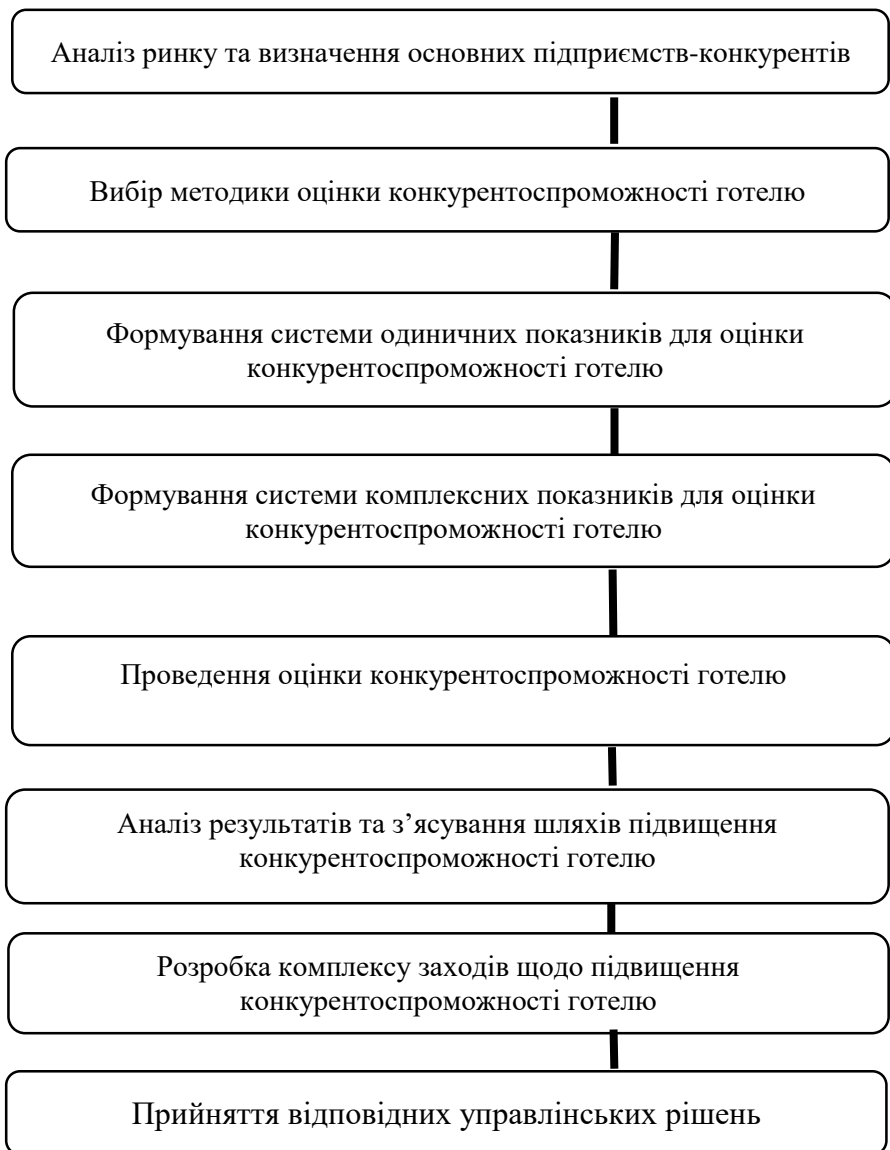 Аналіз ринку та визначення основних підприємств-конкурентів
Вибір методики оцінки конкурентоспроможності готелю
Формування системи одиничних показників для оцінки
конкурентоспроможності готелю
Формування системи комплексних показників для оцінки
конкурентоспроможності готелю
Проведення оцінки конкурентоспроможності готелю
Аналіз результатів та з’ясування шляхів підвищення
конкурентоспроможності готелю
Розробка комплексу заходів щодо підвищення
конкурентоспроможності готелю
Прийняття відповідних управлінських рішень